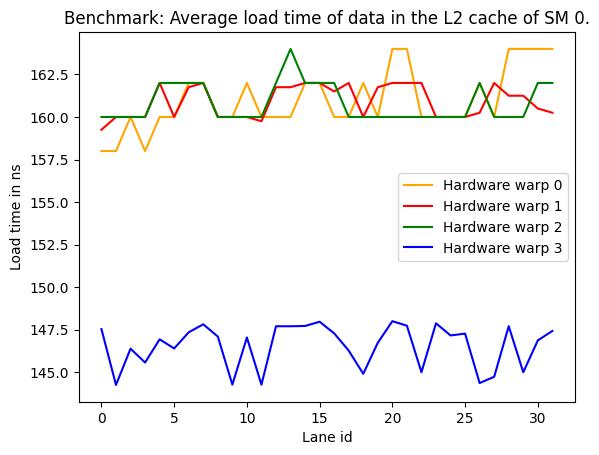 Benchmark: Average load time of data in the L2 cache of SM 0.
Load time in ns
162.5
160.0
157.5
155.0
152.5
150.0
147.5
145.0
Hardware warp 0
Hardware warp 1
Hardware warp 2
Hardware warp 3
0 5 10 15 20 25 30
Lane id